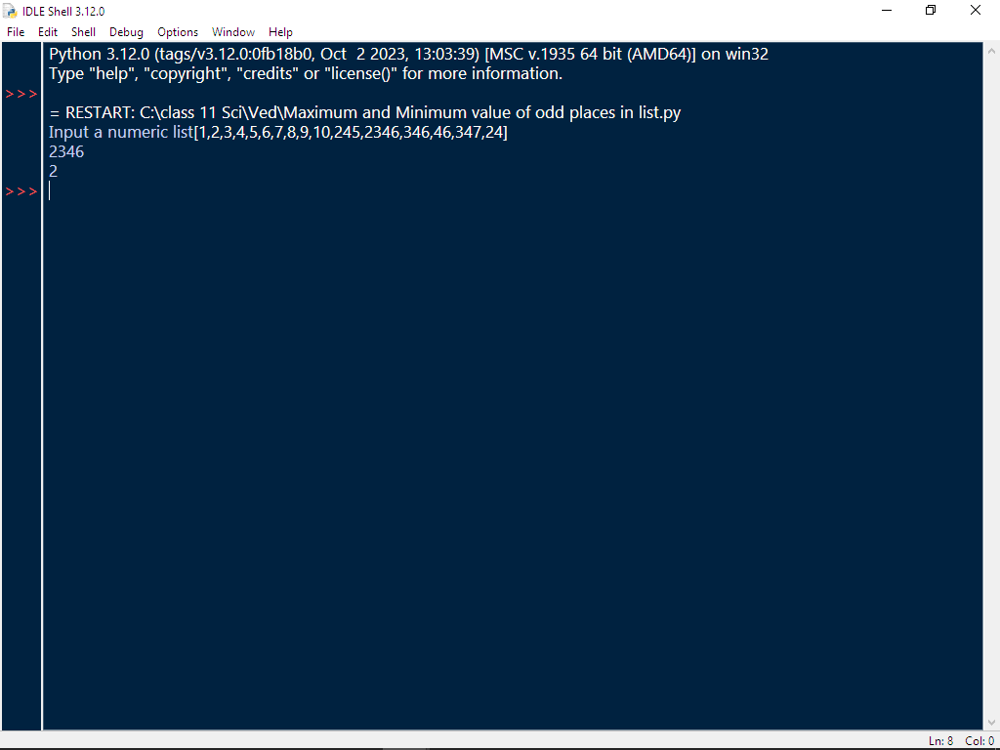 IDLE Shell 3.12.0
File Edit Shell Debug Options Window Help
Python 3.12.0 (tags/v3.12.0:0fb18b0, Oct  2 2023, 13:03:39) [MSC v.1935 64 bit (AMD64)] on win32
Type "help", "copyright", "credits" or "license()" for more information.
>>>
= RESTART: C:\class 11 Sci\Ved\Maximum and Minimum value of odd places in list.py
Input a numeric list[1,2,3,4,5,6,7,8,9,10,245,2346,346,46,347,24]
2346
2
>>>
Ln: 8 Col: 0